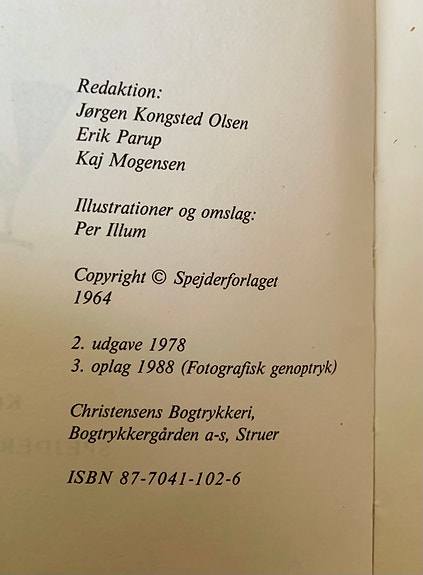 Redaktion:
Jørgen Kongsted Olsen
Erik Parup
Kaj Mogensen
Illustrationer og omslag:
Per Illum
Copyright © Spejderforlaget
1964
2. udgave 1978
3. oplag 1988 (Fotografisk genoptryk)
Christensens Bogtrykkeri,
Bogtrykkergården a-s, Struer
ISBN 87-7041-102-6